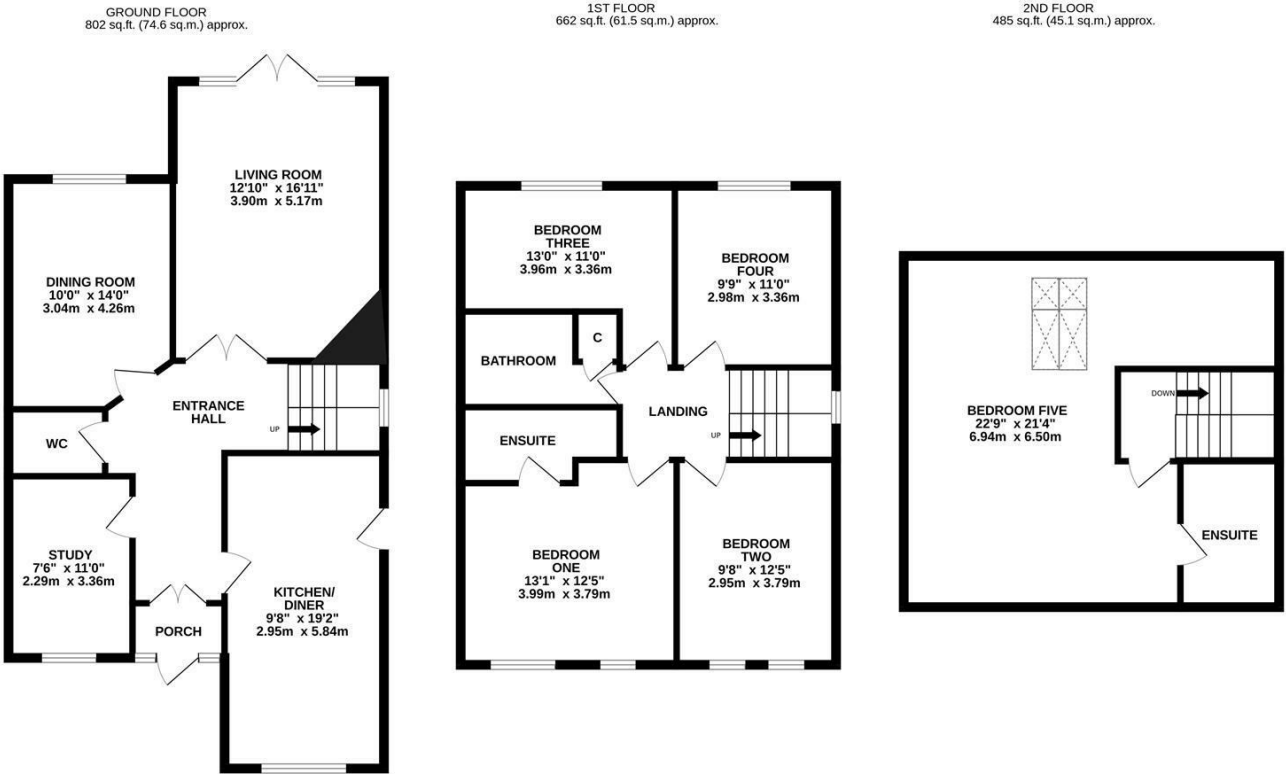 GROUND FLOOR
802 sq.ft. (74.6 sq.m.) approx.
LIVING ROOM
12'10" x 16'11"
3.90m x 5.17m
DINING ROOM
10'0" x 14'0"
3.04m x 4.26m
ENTRANCE
HALL
UP
WC
STUDY
7'6" x 11'0"
2.29m x 3.36m
KITCHEN/
DINER
9'8" x 19'2"
2.95m x 5.84m
PORCH
1ST FLOOR
662 sq.ft. (61.5 sq.m.) approx.
BEDROOM
THREE
13'0" x 11'0"
3.96m x 3.36m
BEDROOM
FOUR
9'9" x 11'0"
2.98m x 3.36m
C
BATHROOM
LANDING
UP
ENSUITE
BEDROOM
ONE
13'1" x 12'5"
3.99m x 3.79m
BEDROOM
TWO
9'8" x 12'5"
2.95m x 3.79m
2ND FLOOR
485 sq.ft. (45.1 sq.m.) approx.
DOWN
BEDROOM FIVE
22'9" x 21'4"
6.94m x 6.50m
ENSUITE